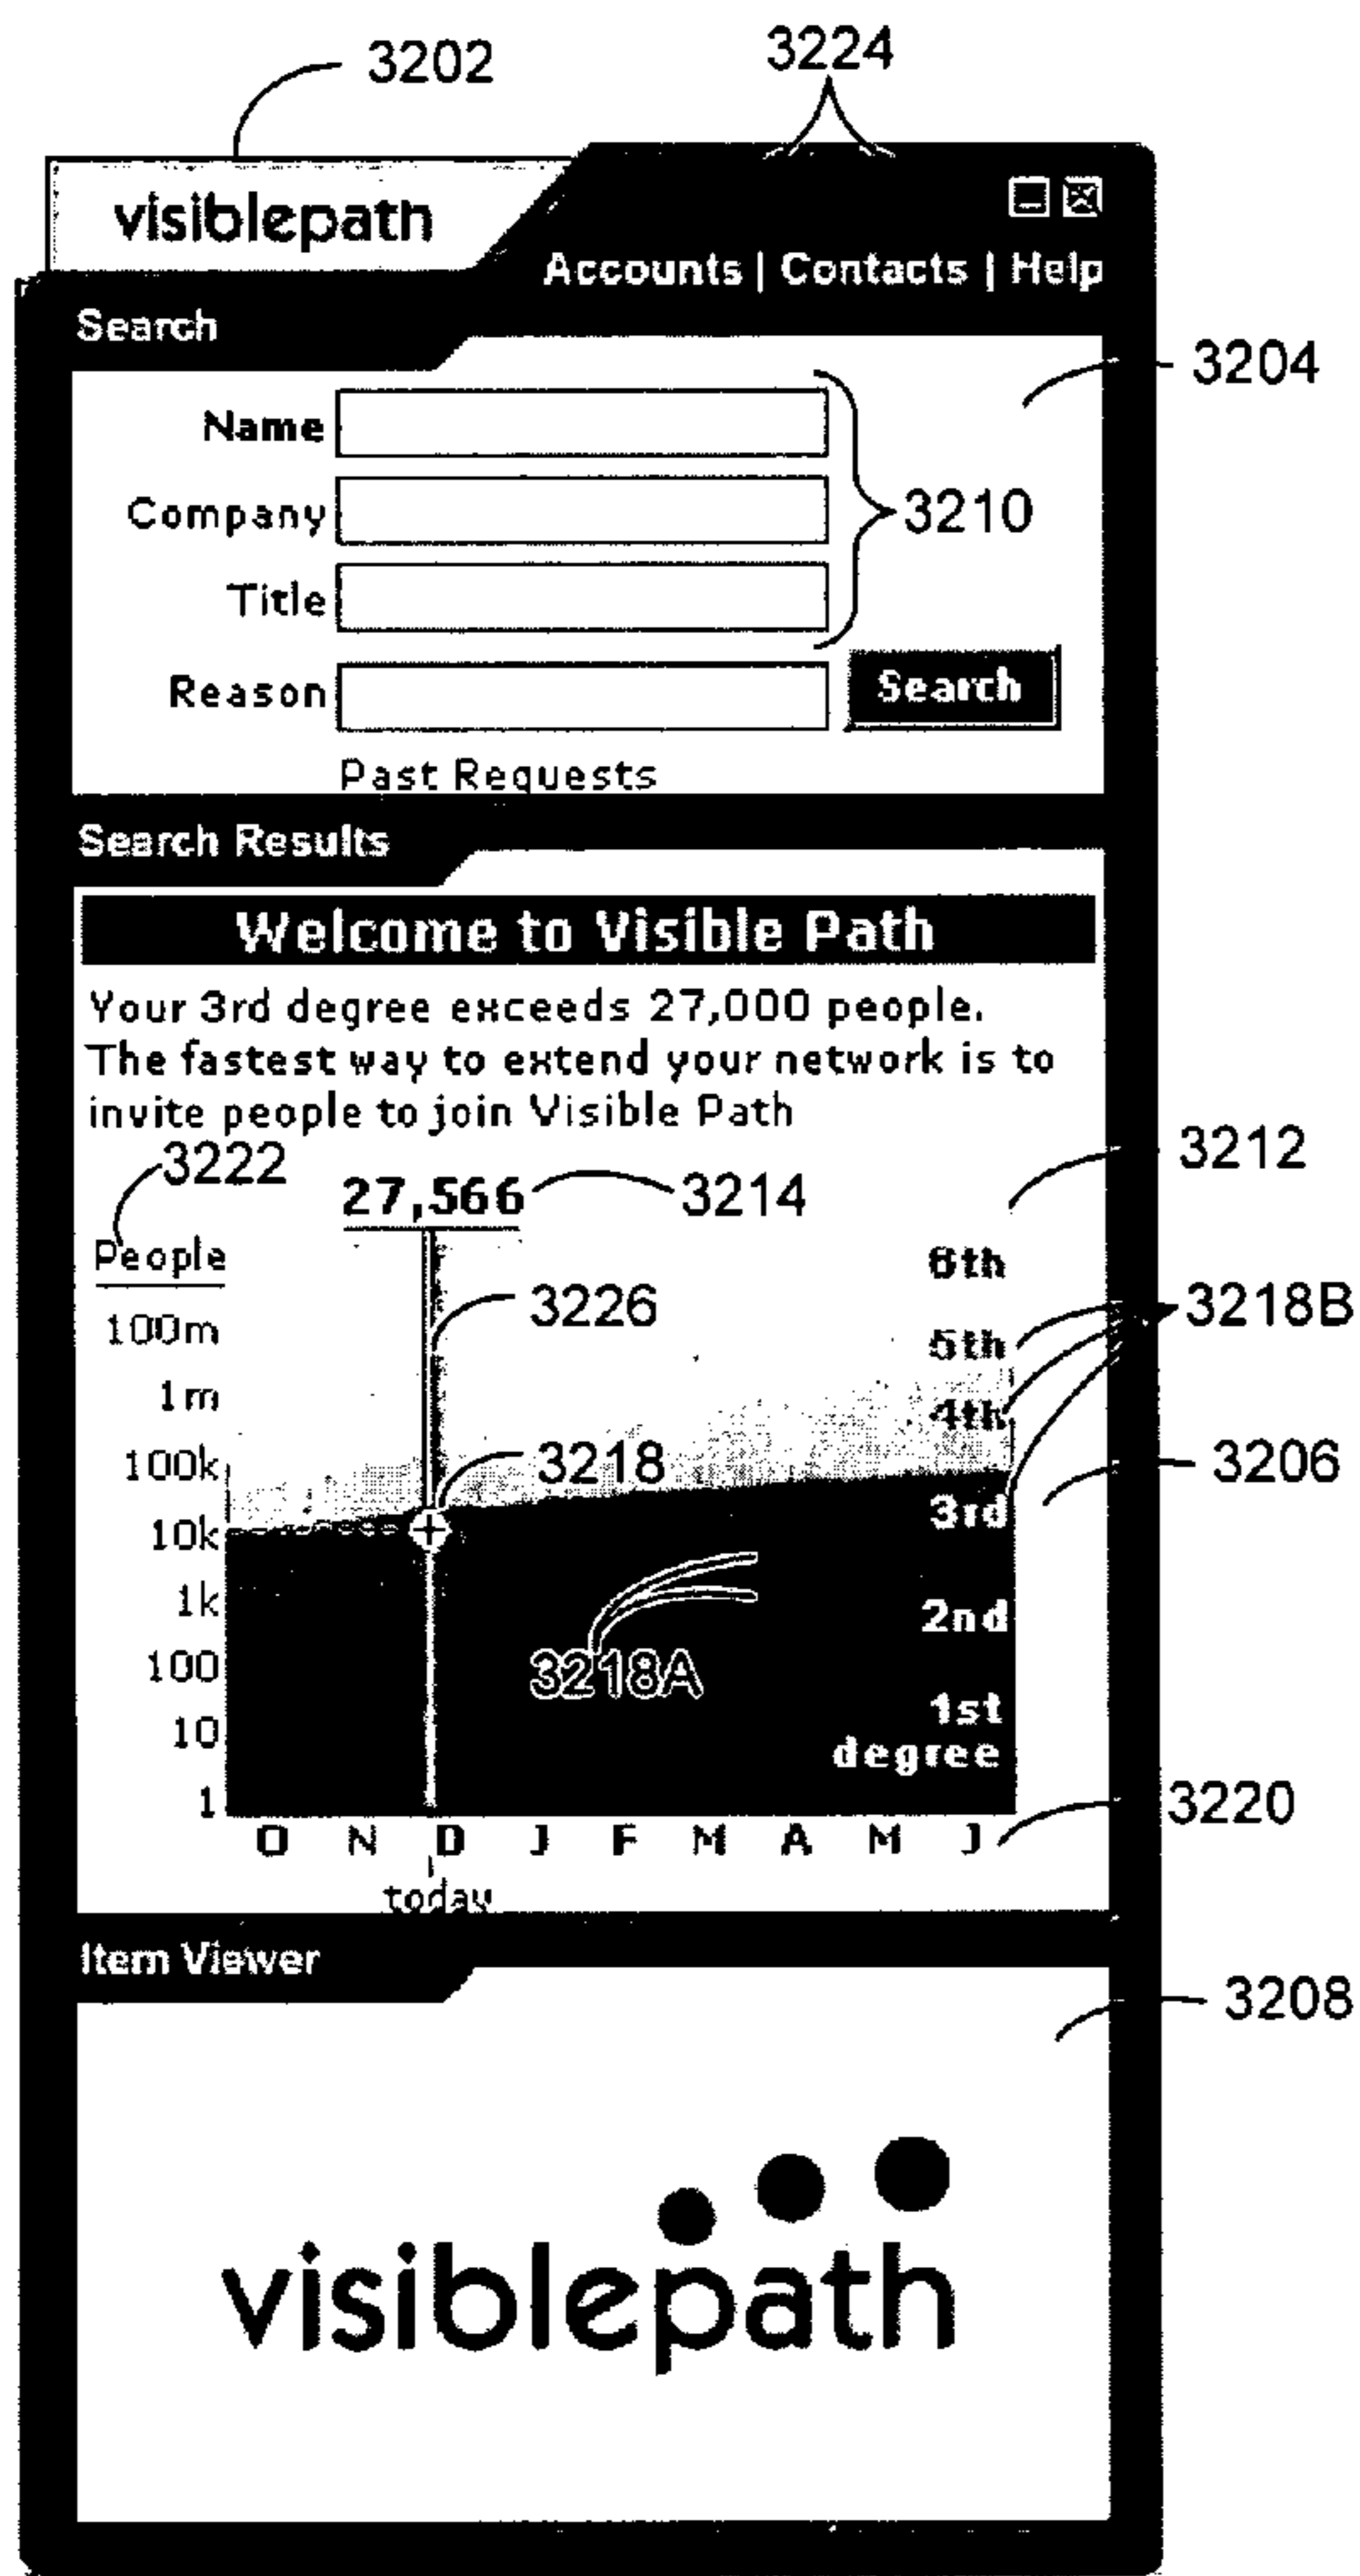 3202
3224
visiblepath
Accounts | Contacts | Help
Search
3204
Name
Company
3210
Title
Reason
Search
Past Requests
Search Results
Welcome to Visible Path
Your 3rd degree exceeds 27,000 people.
The fastest way to extend your network is to
invite people to join Visible Path
3222
27,566
3214
3212
People
6th
3226
3218B
100m
5th
1m
4th
100k
3218
3206
3rd
10k
1k
2nd
100
3218A
10
1st
degree
1
3220
O N D J F M A M J
today
Item Viewer
3208
visiblepath